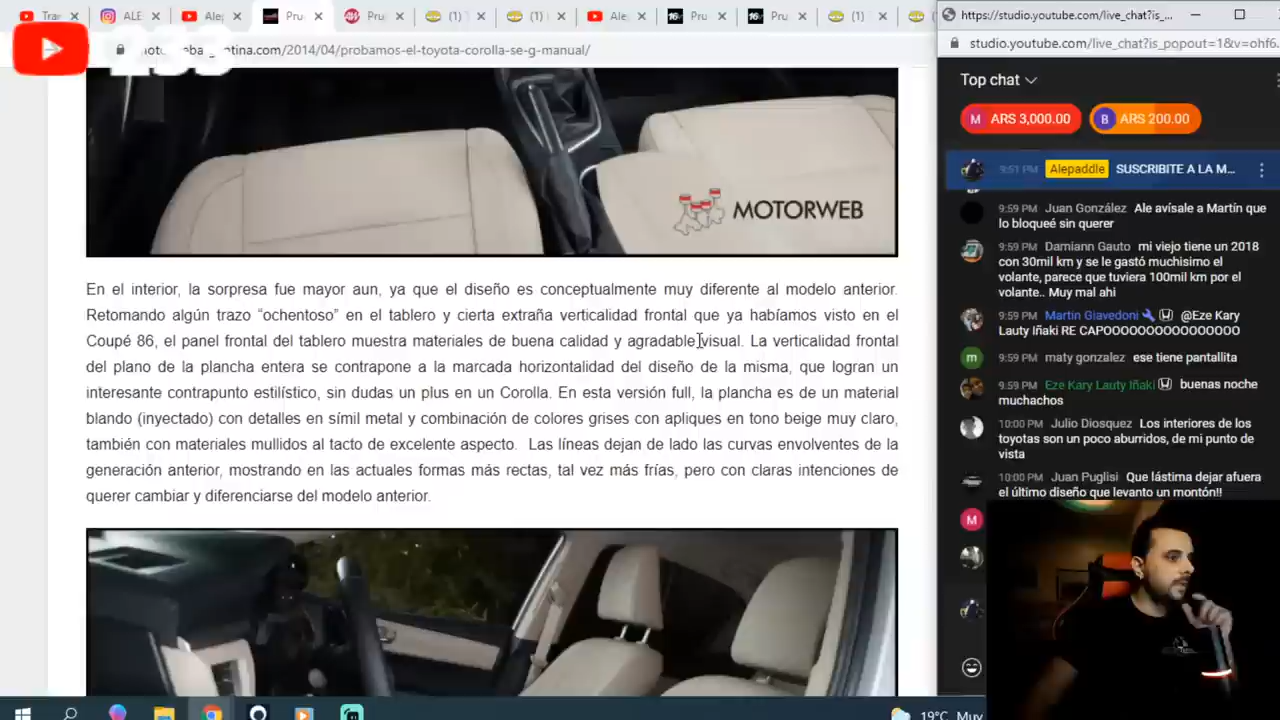 Tra
ALE
Ale
Pru
Pru
(1)
(1)
Ale
Pru
Pru
(1)
https://studio.youtube.com/live_chat?is_...
/2014/04/probamos-el-toyota-corolla-se-g-manual/
studio.youtube.com/live_chat?is_popout=1&v=ohf6
Top chat
M ARS 3,000.00 B ARS 200.00
9:51 PM Alepaddle SUSCRIBITE A LA M...
9:59 PM Juan González Ale avísale a Martín que
lo bloqueé sin querer
9:59 PM Damiann Gauto mi viejo tiene un 2018
con 30mil km y se le gastó muchisimo el
volante, parece que tuviera 100mil km por el
volante.. Muy mal ahi
9:59 PM Martin Giavedoni @Eze Kary
Lauty Iñaki RE CAPOOOOOOOOOOOOOOOO
m 9:59 PM maty gonzalez ese tiene pantallita
9:59 PM Eze Kary Lauty Iñaki buenas noche
muchachos
10:00 PM Julio Diosquez Los interiores de los
toyotas son un poco aburridos, de mi punto de
vista
10:00 PM Juan Puglisi Que lástima dejar afuera
el último diseño que levanto un montón!!
M
MOTORWEB
En el interior, la sorpresa fue mayor aun, ya que el diseño es conceptualmente muy diferente al modelo anterior.
Retomando algún trazo “ochentoso” en el tablero y cierta extraña verticalidad frontal que ya habíamos visto en el
Coupé 86, el panel frontal del tablero muestra materiales de buena calidad y agradable visual. La verticalidad frontal
del plano de la plancha entera se contrapone a la marcada horizontalidad del diseño de la misma, que logran un
interesante contrapunto estilístico, sin dudas un plus en un Corolla. En esta versión full, la plancha es de un material
blando (inyectado) con detalles en símil metal y combinación de colores grises con apliques en tono beige muy claro,
también con materiales mullidos al tacto de excelente aspecto. Las líneas dejan de lado las curvas envolventes de la
generación anterior, mostrando en las actuales formas más rectas, tal vez más frías, pero con claras intenciones de
querer cambiar y diferenciarse del modelo anterior.
19°C Muy